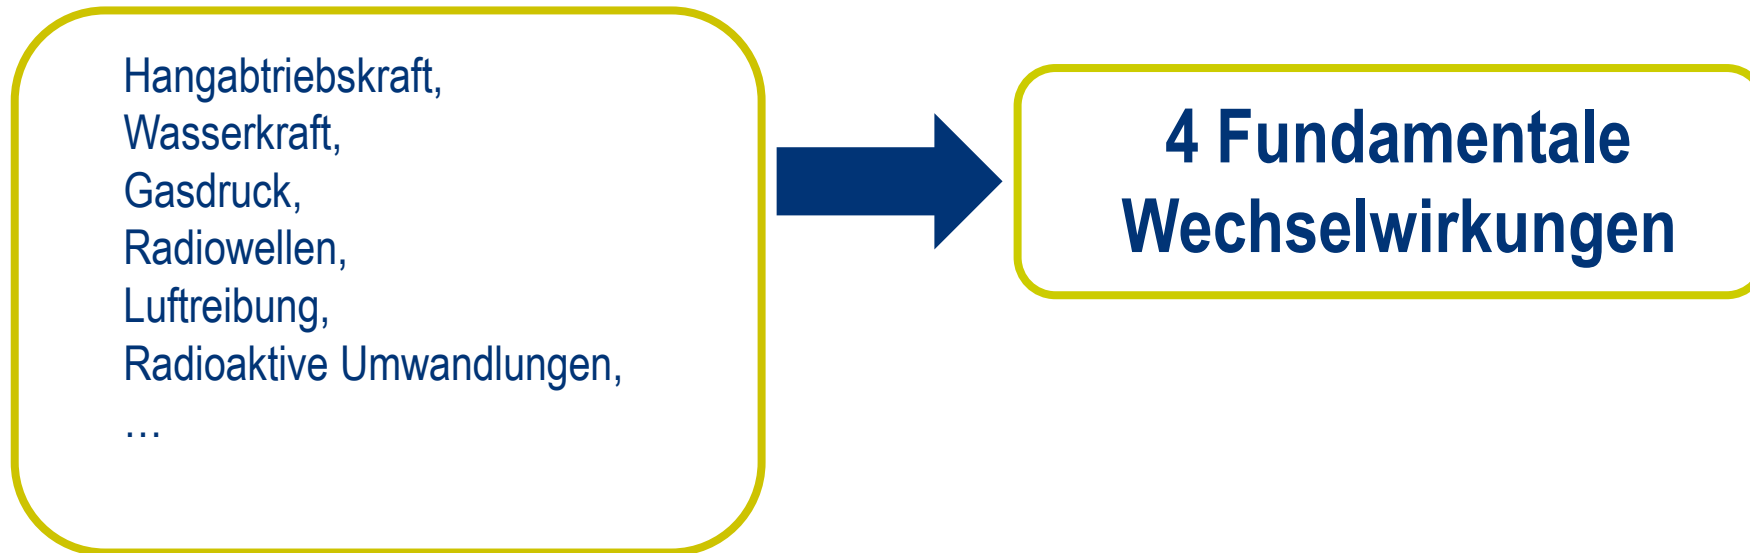 Hangabtriebskraft,
Wasserkraft,
Gasdruck,
Radiowellen,
Luftreibung,
Radioaktive Umwandlungen,
…
4 Fundamentale
Wechselwirkungen